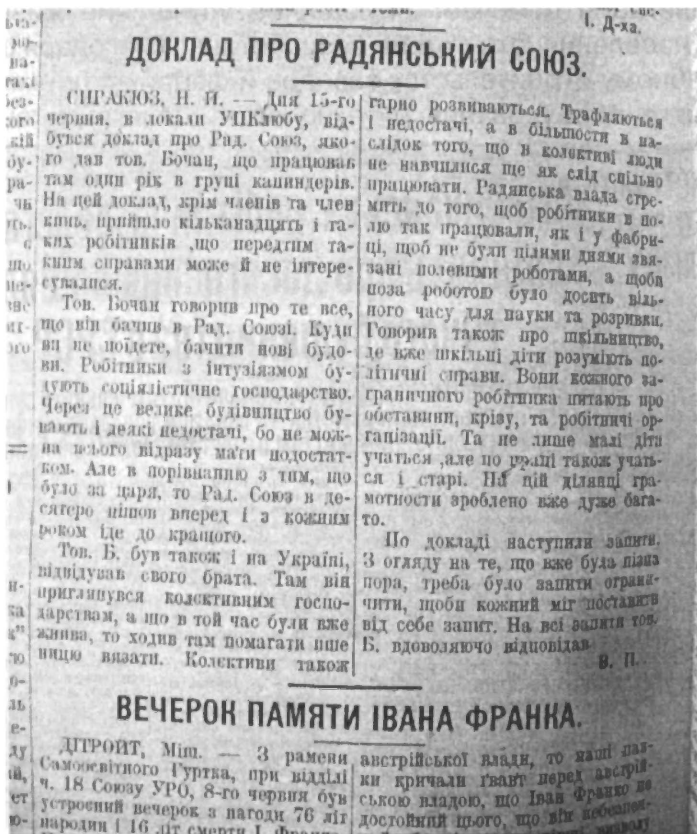 І. Д-ха.
ДОКЛАД ПРО РАДЯНСЬКИЙ СОЮЗ.
СИРАКЮЗ, Н. Й. — Дня 15-го
червня, в локали УПКлюбу, від-
бувся доклад про Рад. Союз, яко-
го дав тов. Бочан, що працював
там один рік в групі капиндерів.
На цей доклад, крім членів та член
кинь, прийшло кільканадцять і та-
ких робітників ,що передтим та-
кими справами може й не інтере-
сувалися.
Тов. Бочан говорив про те все,
що він бачив в Рад. Союзі. Куди
ви не поїдете, бачите нові будо-
ви. Робітники з інтузіязмом бу-
дують соціялістичне господарство.
Через це велике будівництво бу-
вають і деякі недостачі, бо не мож-
на всього відразу мати подостат-
ком. Але в порівнанню з тим, що
було за царя, то Рад. Союз в де-
сятеро пішов вперед і з кожним
роком іде до кращого.
Тов. Б. був також і на Україні,
відвідував свого брата. Там він
приглянувся колективним госпо-
дарствам, а що в той час були вже
жнива, то ходив там помагати пше
ницю вязати. Колективи також
гарно розвиваються. Трафляються
і недостачі, а в більшости в на-
слідок того, що в колективі люди
не навчилися ще як слід спільно
працювати. Радянська влада стре-
мить до того, щоб робітники в по-
лю так працювали, як і у фабри-
ці, щоб не були цілими днями звя-
зані полевими роботами, а щоби
поза роботою було досить віль-
ного часу для науки та розривки.
Говорив також про шкільництво,
де вже шкільні діти розуміють по-
літичні справи. Вони кожного за-
граничного робітника питають про
обставини, крізу, та робітничі ор-
ганізації. Та не лише малі діти
учаться ,але по праці також учать-
ся і старі. На цій ділянці гра-
мотности зроблено вже дуже бага-
то.
По докладі наступили запити.
З огляду на те, що вже була пізна
пора, треба було запити ограни-
чити, щоби кожний міг поставити
від себе запит. На всі запити тов.
Б. вдоволяючо відповідав
В. П.
ВЕЧЕРОК ПАМЯТИ ІВАНА ФРАНКА.
ДІТРОЙТ, Міш. — З рамени
Самоосвітного Гуртка, при відділі
ч. 18 Союзу УРО, 8-го червня був
устроєний вечерок з нагоди 76 літ
народин і 16 літ смерти І. Франка
австрійської влади, то наші пан-
ки кричали ґвант перед австрій-
ською владою, що Іван Франко не
достойний цього, що він